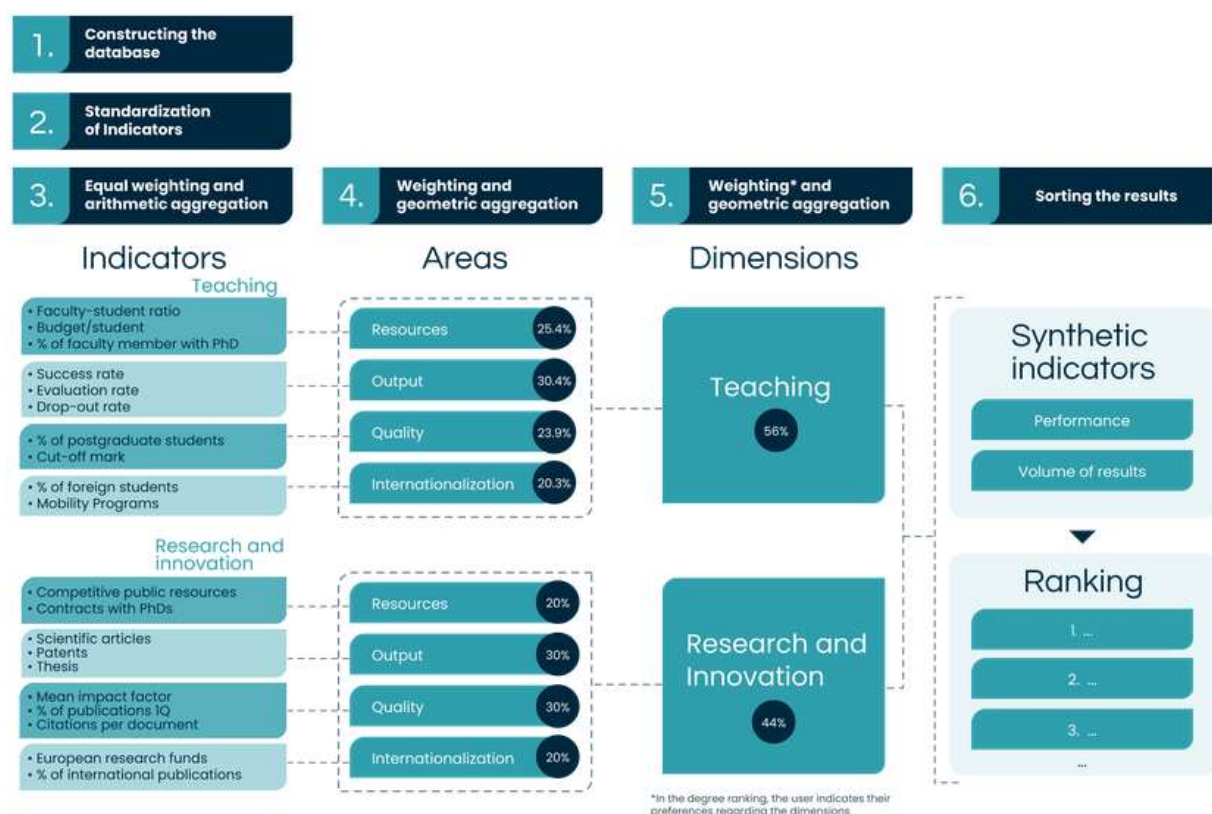 1.
Constructing the
database
2.
Standardization
of Indicators
3.
Equal weighting and
arithmetic aggregation
4.
Weighting and
geometric aggregation
5.
Weighting* and
geometric aggregation
6.
Sorting the results
Indicators
Areas
Dimensions
Teaching
• Faculty-student ratio
• Budget/student
• % of faculty member with PhD
• Success rate
• Evaluation rate
• Drop-out rate
• % of postgraduate students
• Cut-off mark
• % of foreign students
• Mobility Programs
Resources 25.4%
Output 30.4%
Quality 23.9%
Internationalization 20.3%
Teaching
56%
Synthetic
indicators
Performance
Volume of results
Research and
innovation
• Competitive public resources
• Contracts with PhDs
• Scientific articles
• Patents
• Thesis
• Mean impact factor
• % of publications 1Q
• Citations per document
• European research funds
• % of international publications
Resources 20%
Output 30%
Quality 30%
Internationalization 20%
Research and
Innovation
44%
Ranking
1. ...
2. ...
3. ...
...
*In the degree ranking, the user indicates their
preferences regarding the dimensions